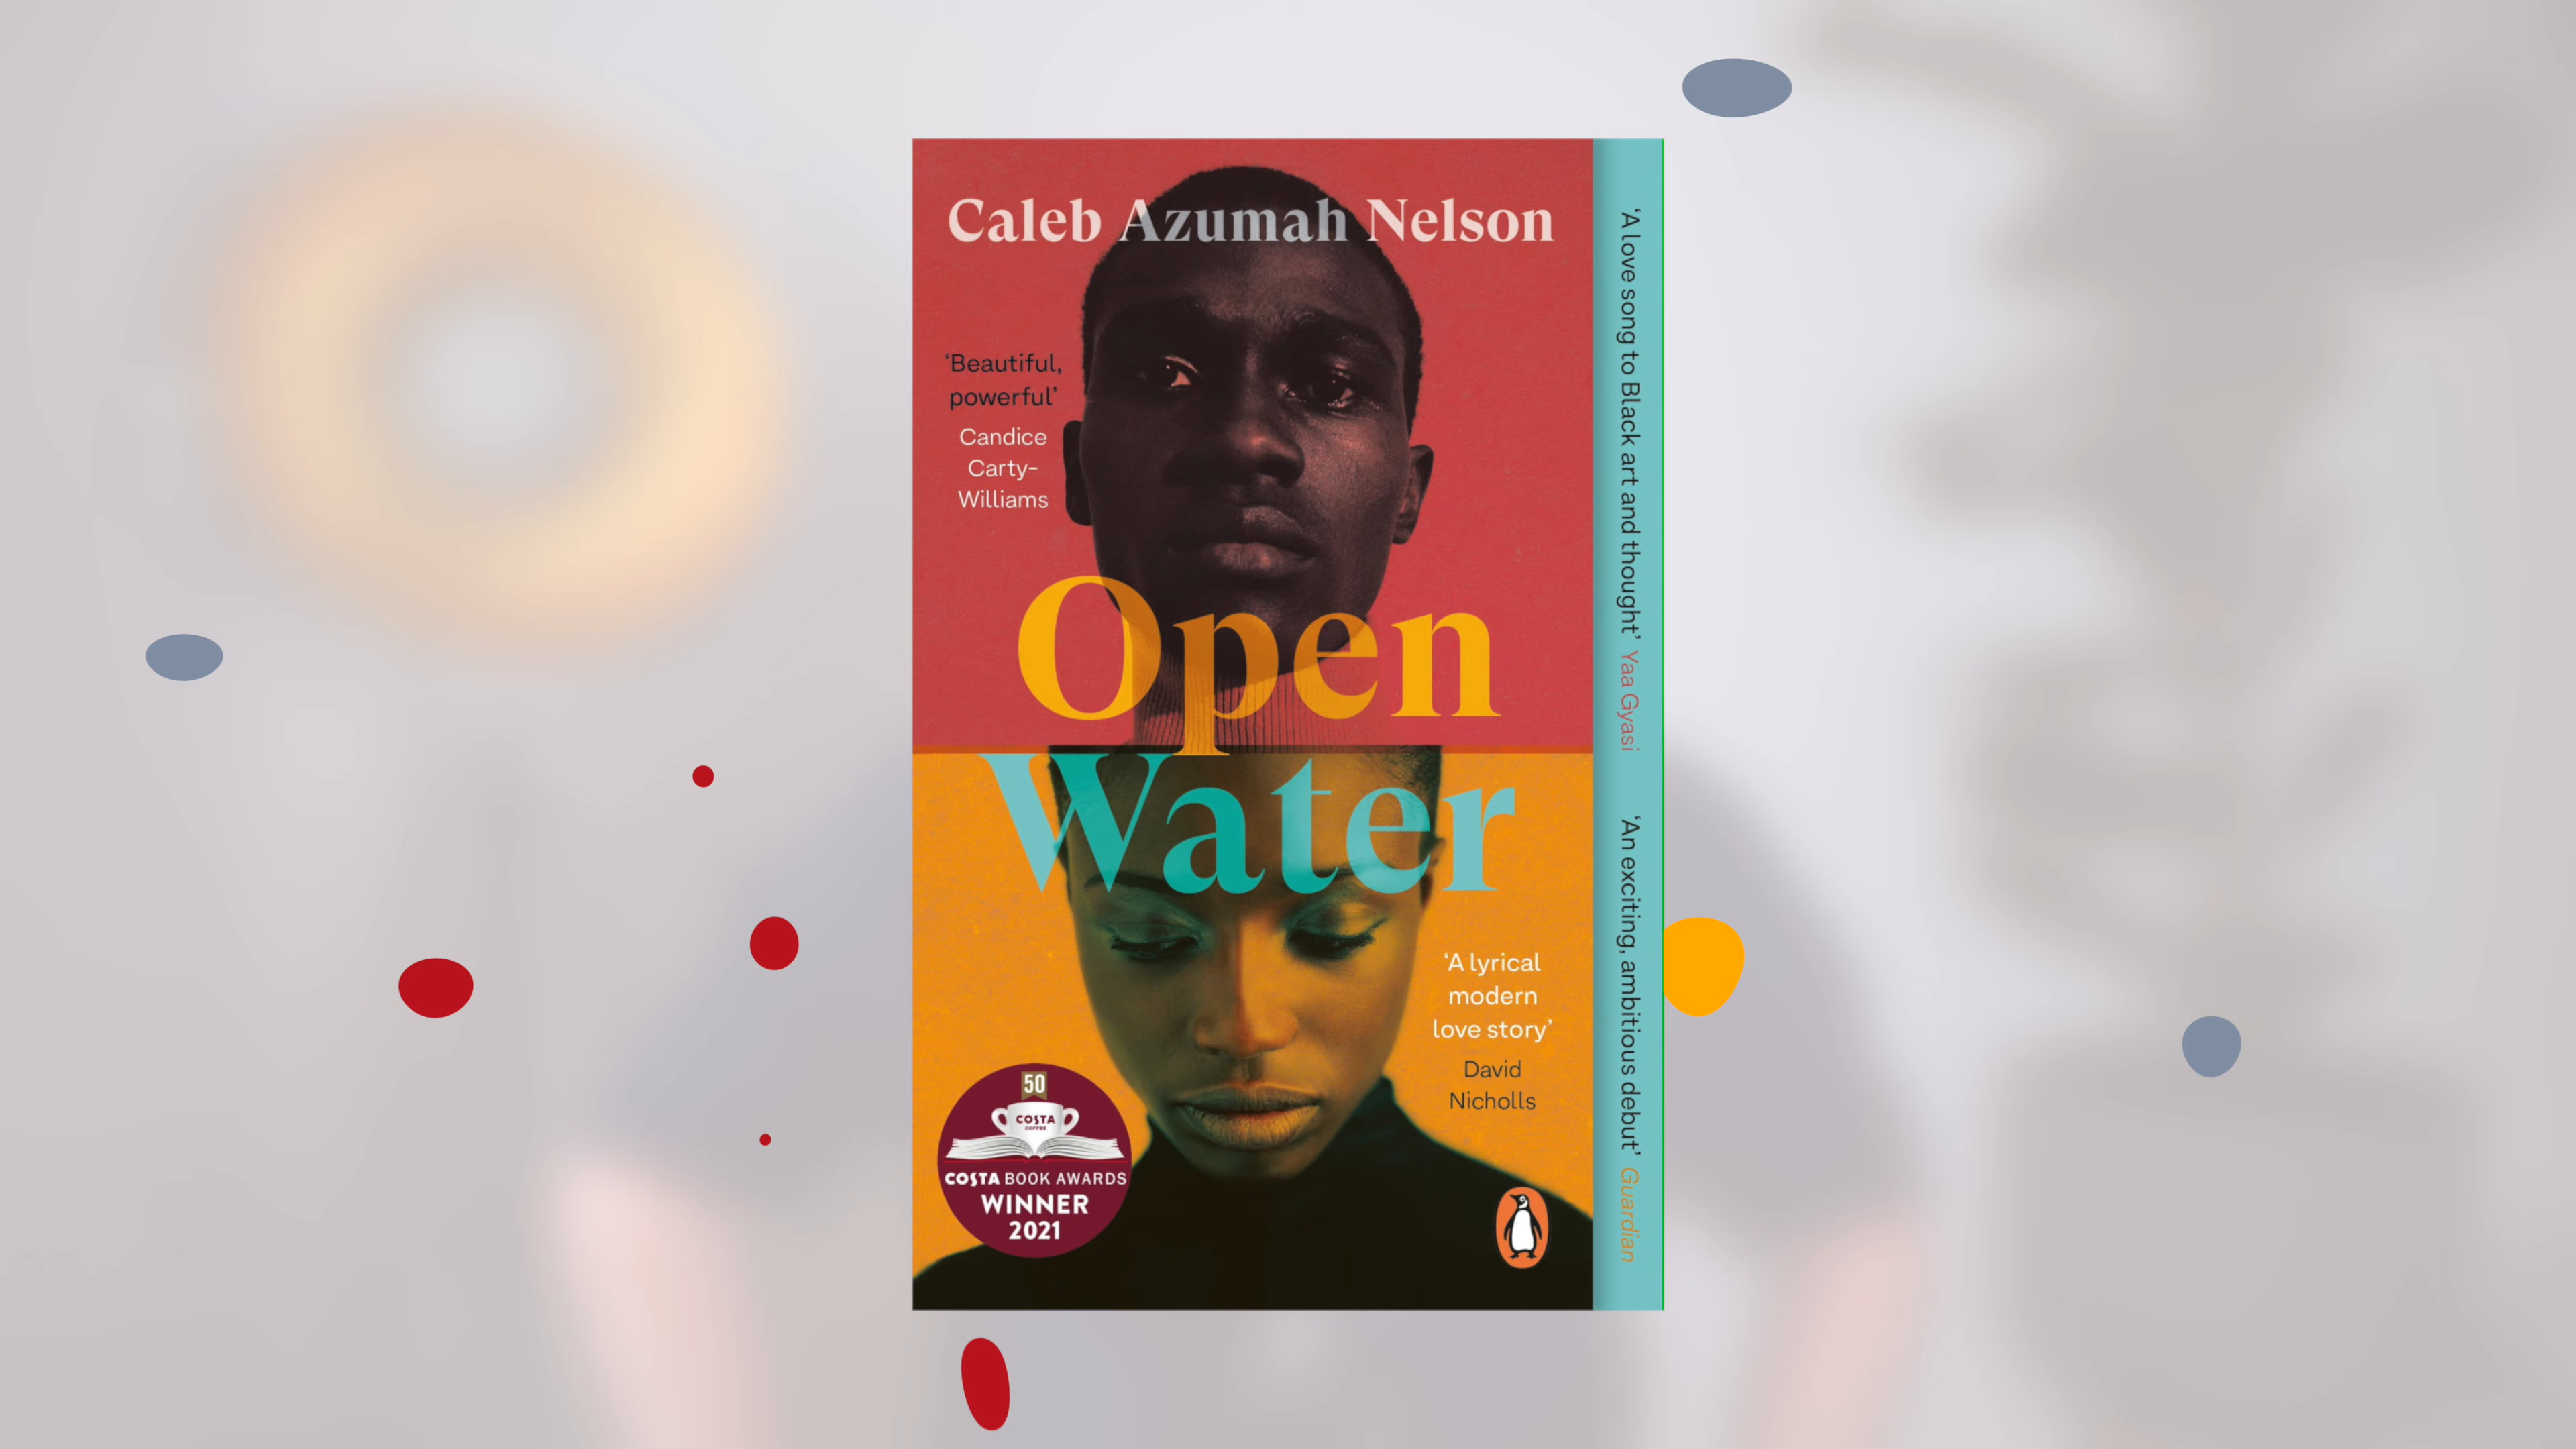 Caleb Azumah Nelson
‘Beautiful,
powerful’
Candice
Carty-
Williams
Open
Water
‘A lyrical
modern
love story’
David
Nicholls
50
COSTA
COFFEE
COSTA BOOK AWARDS
WINNER
2021
‘A love song to Black art and thought’ Yaa Gyasi
‘An exciting, ambitious debut’ Guardian